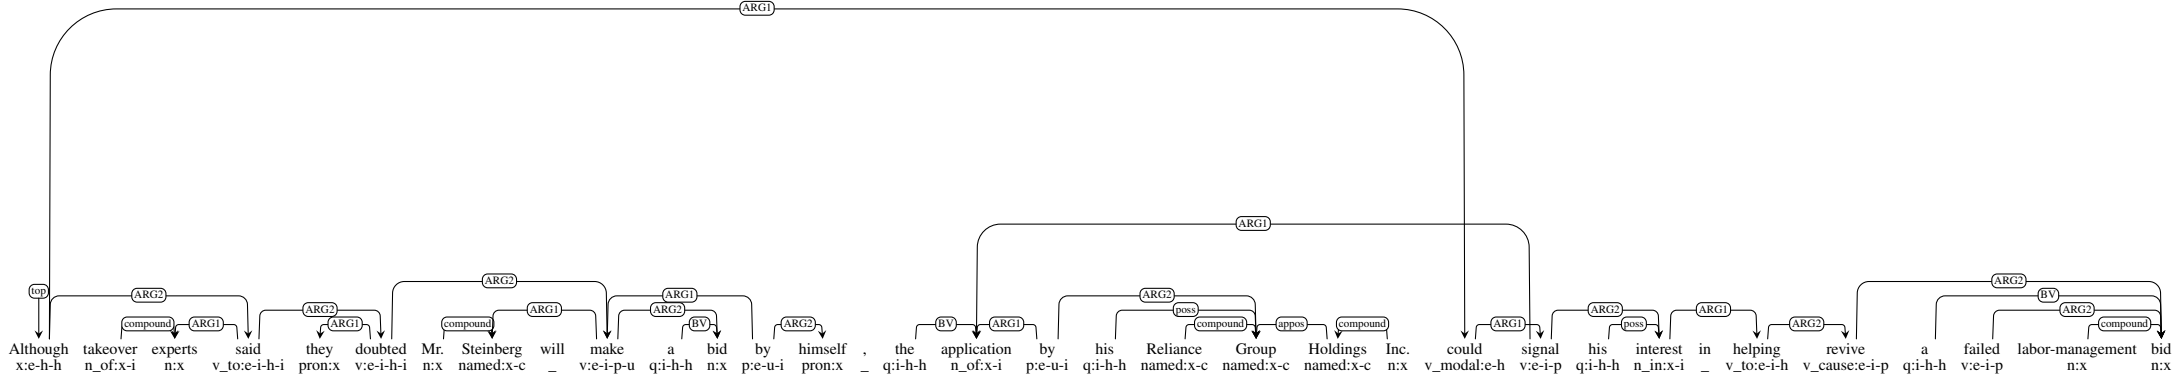 ARG1
ARG1
ARG2
ARG2
top ARG2 ARG1 ARG2 BV
ARG2 ARG1 ARG2 poss ARG2 ARG1 ARG2
compound ARG1 ARG1 compound BV ARG2 BV ARG1 compound appos compound ARG1 poss ARG2 compound
Although takeover experts said they doubted Mr. Steinberg will make a bid by himself , the application by his Reliance Group Holdings Inc. could signal his interest in helping revive a failed labor-management bid
x:e-h-h n_of:x-i n:x v_to:e-i-h-i pron:x v:e-i-h-i n:x named:x-c _ v:e-i-p-u q:i-h-h n:x p:e-u-i pron:x _ q:i-h-h n_of:x-i p:e-u-i q:i-h-h named:x-c named:x-c named:x-c n:x v_modal:e-h v:e-i-p q:i-h-h n_in:x-i _ v_to:e-i-h v_cause:e-i-p q:i-h-h v:e-i-p n:x n:x